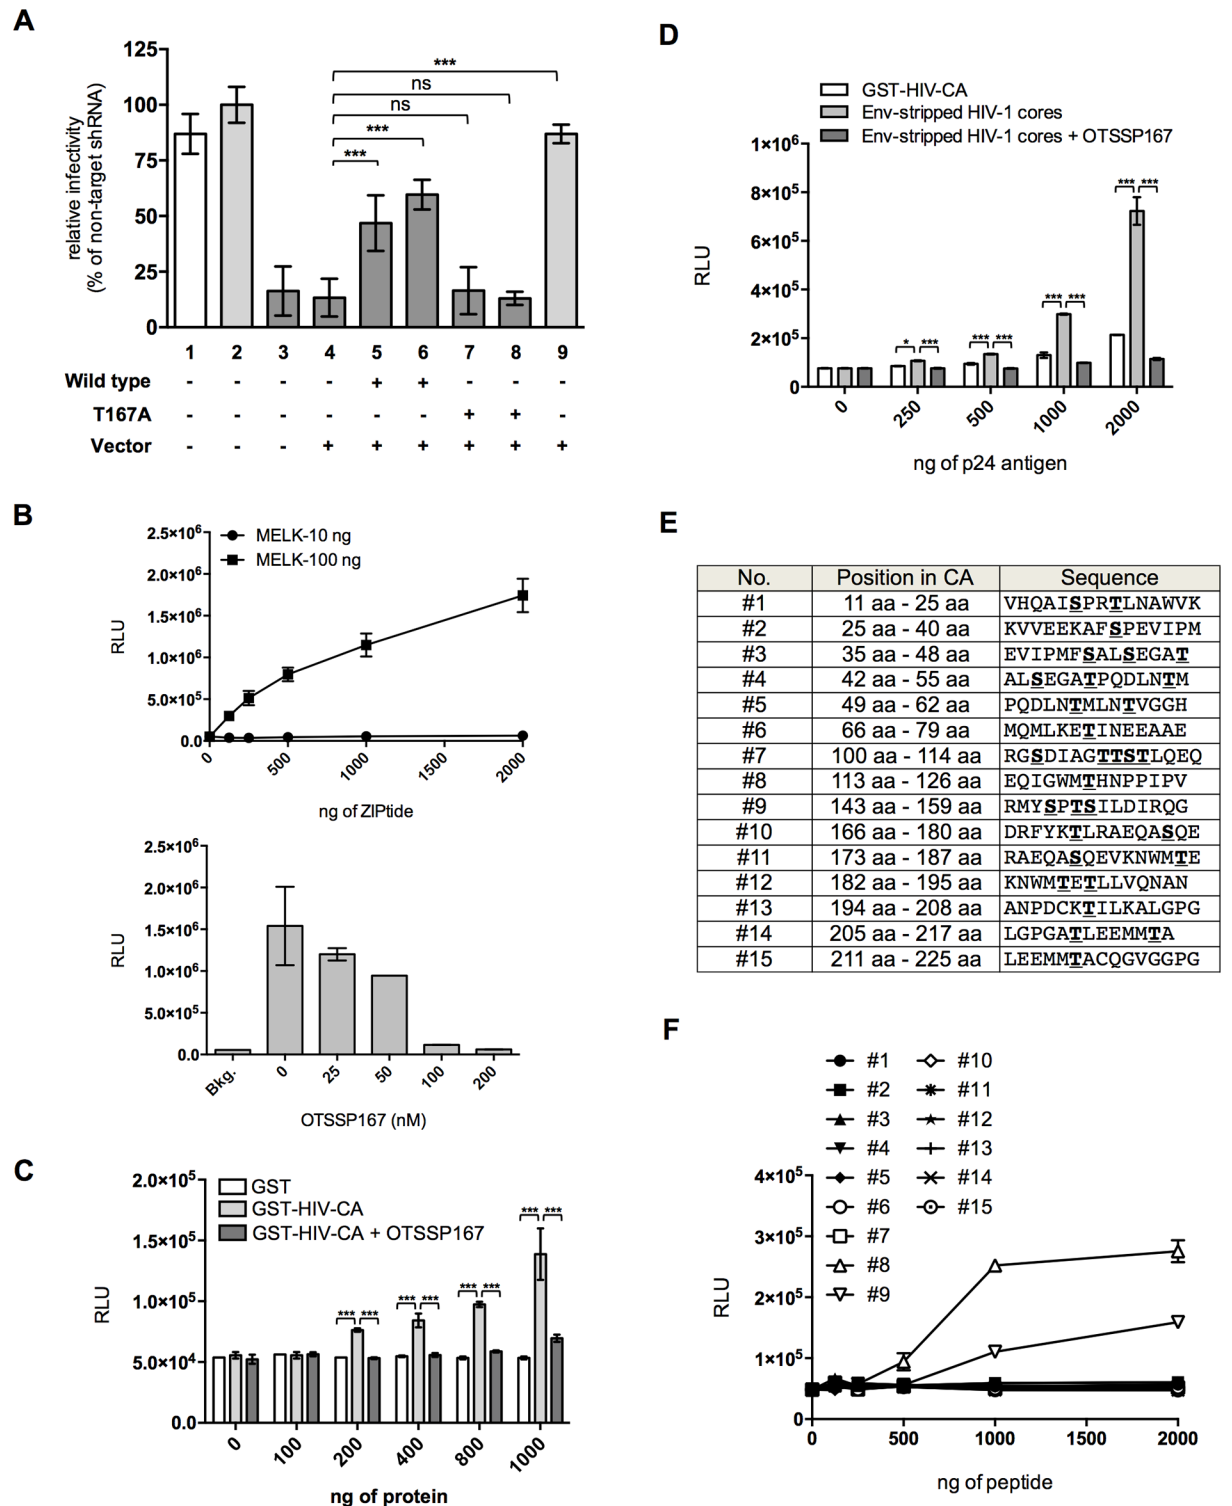 A
125
100
75
50
25
0
relative infectivity
(% of non-target shRNA)
***
ns
ns
***
***
1 2 3 4 5 6 7 8 9
Wild type - - - - + + - - -
T167A - - - - - - + + -
Vector - - - + + + + + +
B
2.5×10⁶
2.0×10⁶
1.5×10⁶
1.0×10⁶
5.0×10⁵
0.0
RLU
MELK-10 ng
MELK-100 ng
0 500 1000 1500 2000
ng of ZIPtide
2.5×10⁶
2.0×10⁶
1.5×10⁶
1.0×10⁶
5.0×10⁵
0.0
RLU
Bkg. 0 25 50 100 200
OTSSP167 (nM)
C
2.0×10⁵
1.5×10⁵
1.0×10⁵
5.0×10⁴
0.0
RLU
GST
GST-HIV-CA
GST-HIV-CA + OTSSP167
*** ***
*** ***
*** ***
*** ***
0 100 200 400 800 1000
ng of protein
D
GST-HIV-CA
Env-stripped HIV-1 cores
Env-stripped HIV-1 cores + OTSSP167
1×10⁶
8×10⁵
6×10⁵
4×10⁵
2×10⁵
0
RLU
* ***
*** ***
*** ***
*** ***
0 250 500 1000 2000
ng of p24 antigen
E
No. Position in CA Sequence
#1 11 aa - 25 aa VHQAISPRTLNAWVK
#2 25 aa - 40 aa KVVEEKAFSPEVIPM
#3 35 aa - 48 aa EVIPMFSALSEGAT
#4 42 aa - 55 aa ALSEGATPQDLNTM
#5 49 aa - 62 aa PQDLNTMLNTVGGH
#6 66 aa - 79 aa MQMLKETINEEAAE
#7 100 aa - 114 aa RGSDIAGTTSTLQEQ
#8 113 aa - 126 aa EQIGWMTHNPPIPV
#9 143 aa - 159 aa RMYSPTSILDIRQG
#10 166 aa - 180 aa DRFYKTLRAEQASQE
#11 173 aa - 187 aa RAEQASQEVKNWMTE
#12 182 aa - 195 aa KNWMTETLLVQNAN
#13 194 aa - 208 aa ANPDCKTILKALGPG
#14 205 aa - 217 aa LGPGATLEEMMTA
#15 211 aa - 225 aa LEEMMTACQGVGGPG
F
#1 #10
#2 #11
#3 #12
#4 #13
#5 #14
#6 #15
#7
#8
#9
4×10⁵
3×10⁵
2×10⁵
1×10⁵
0
RLU
0 500 1000 1500 2000
ng of peptide